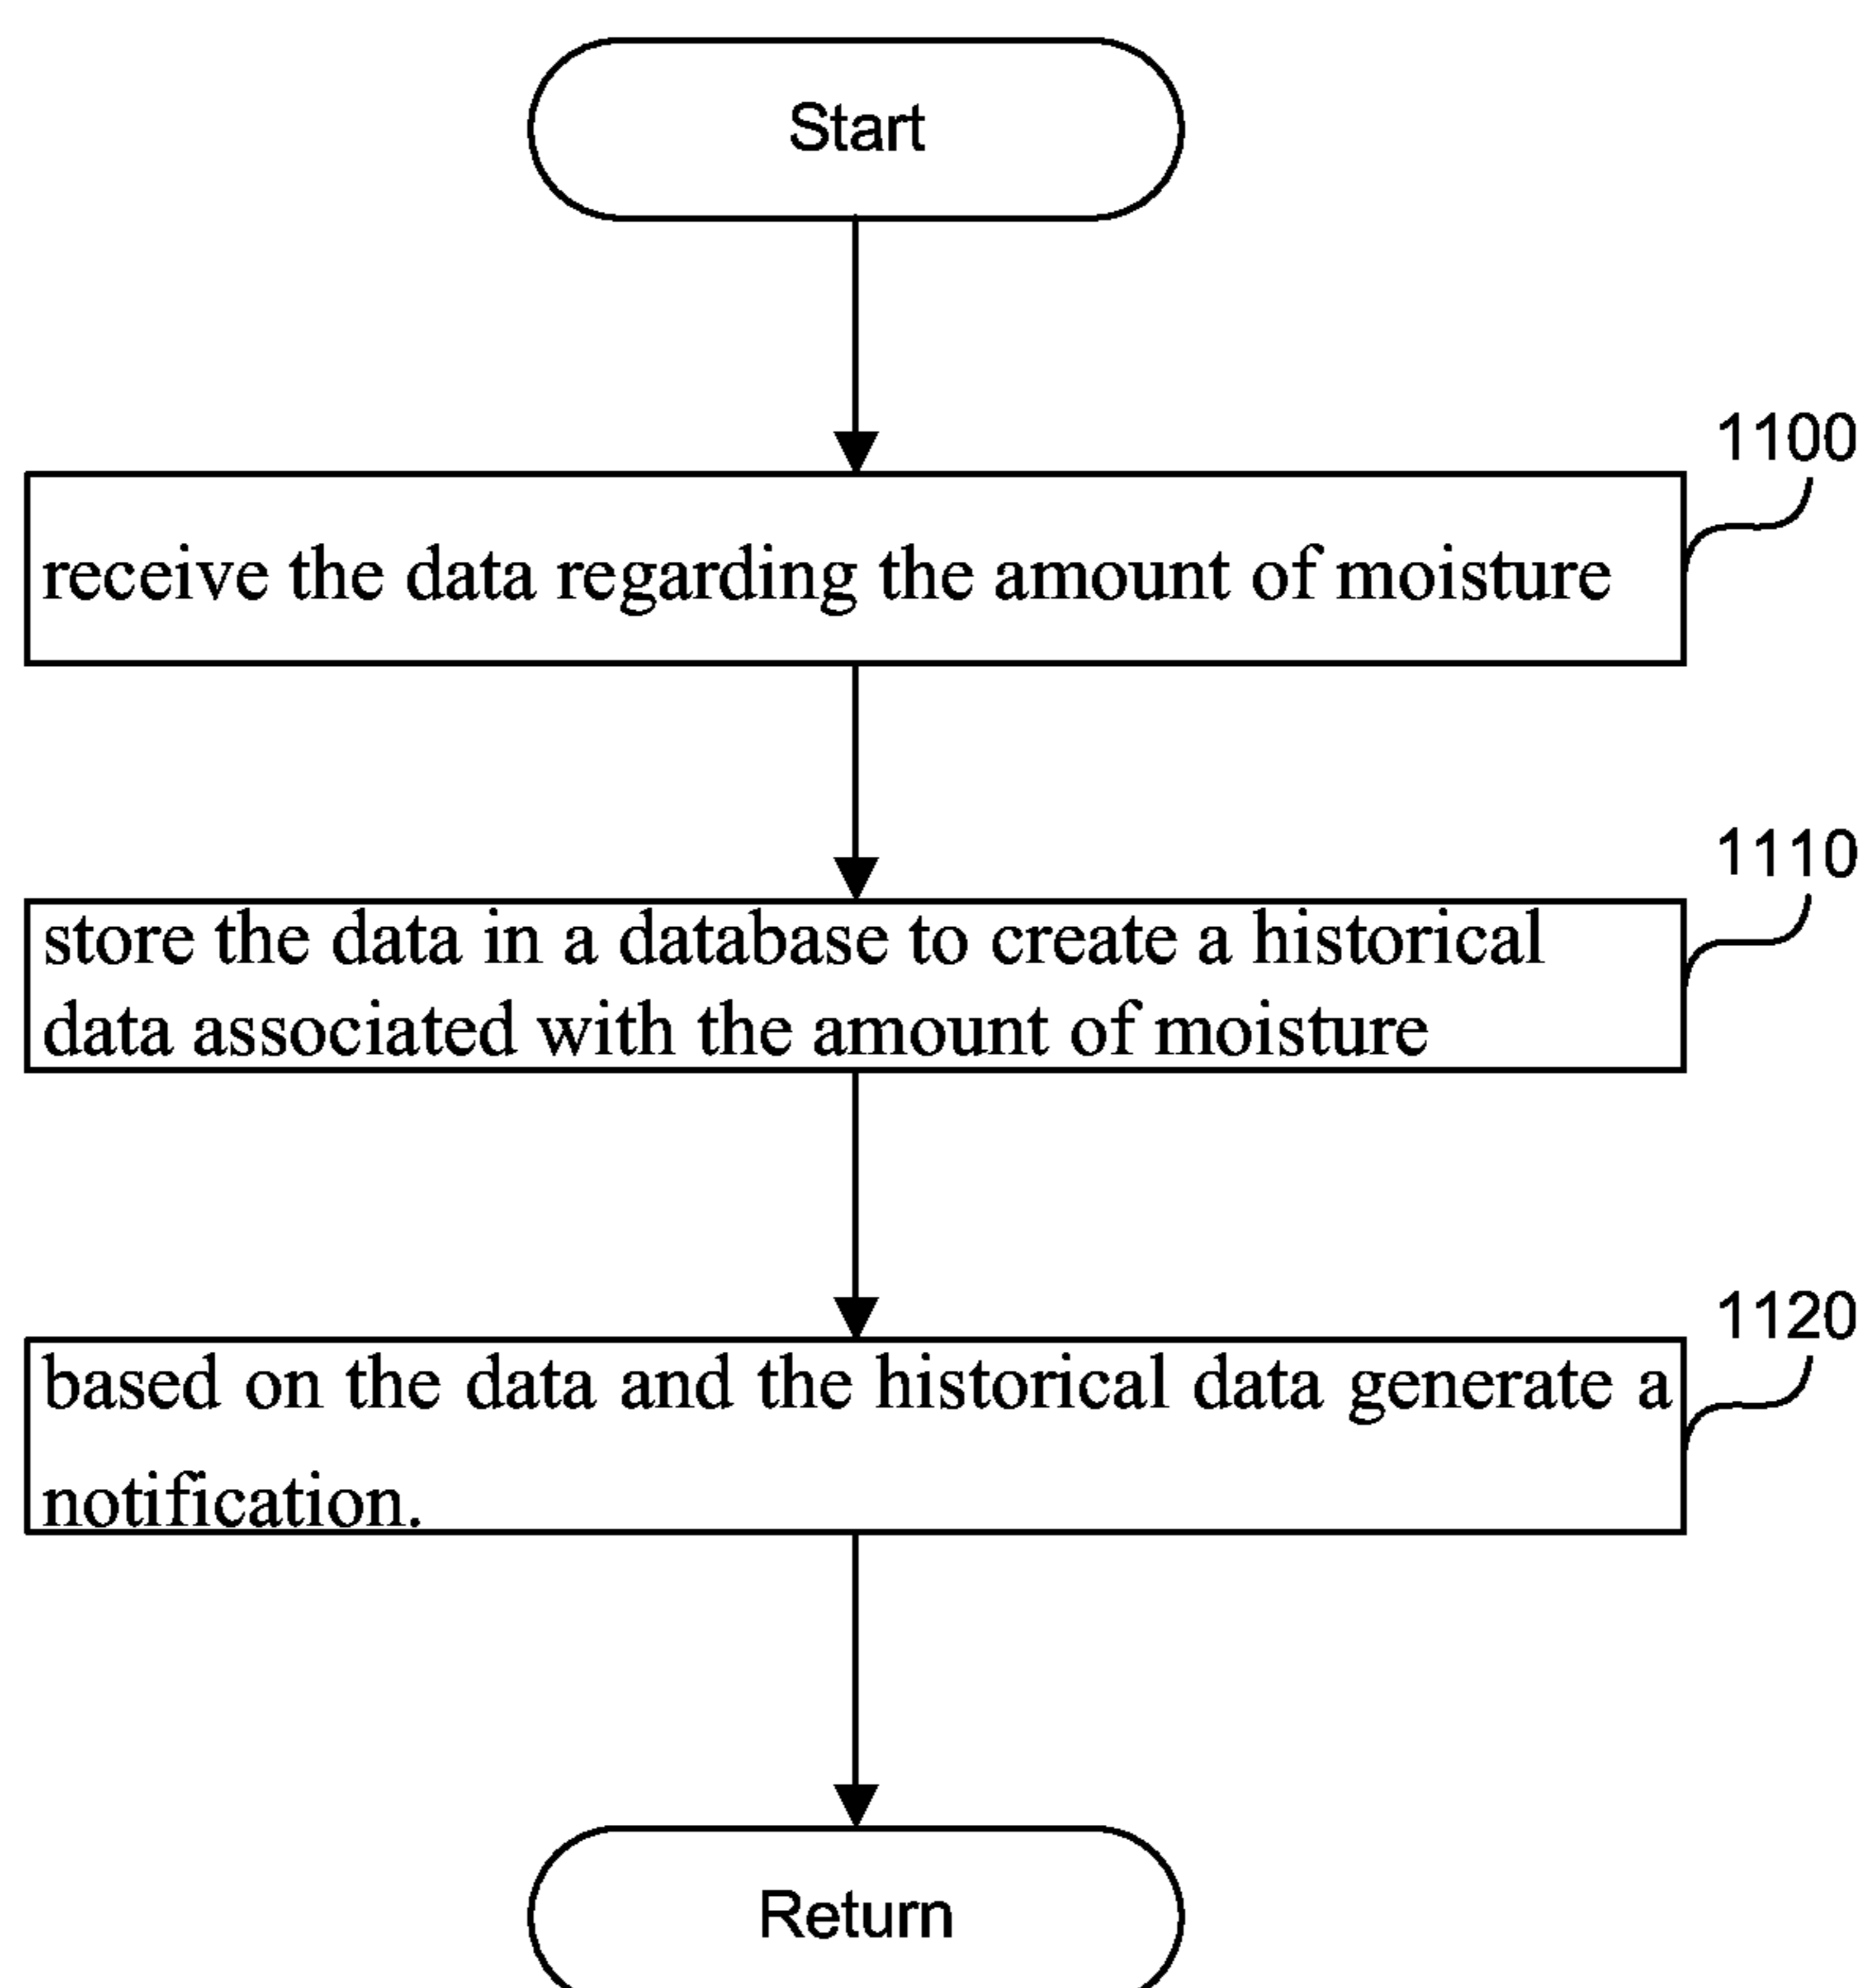 Start
1100
receive the data regarding the amount of moisture
1110
store the data in a database to create a historical
data associated with the amount of moisture
1120
based on the data and the historical data generate a
notification.
Return